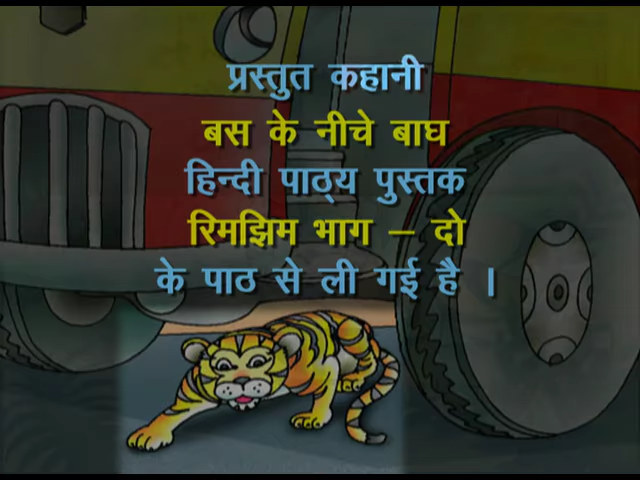 प्रस्तुत कहानी
बस के नीचे बाघ
हिन्दी पाठ्य पुस्तक
रिमझिम भाग – दो
के पाठ से ली गई है ।